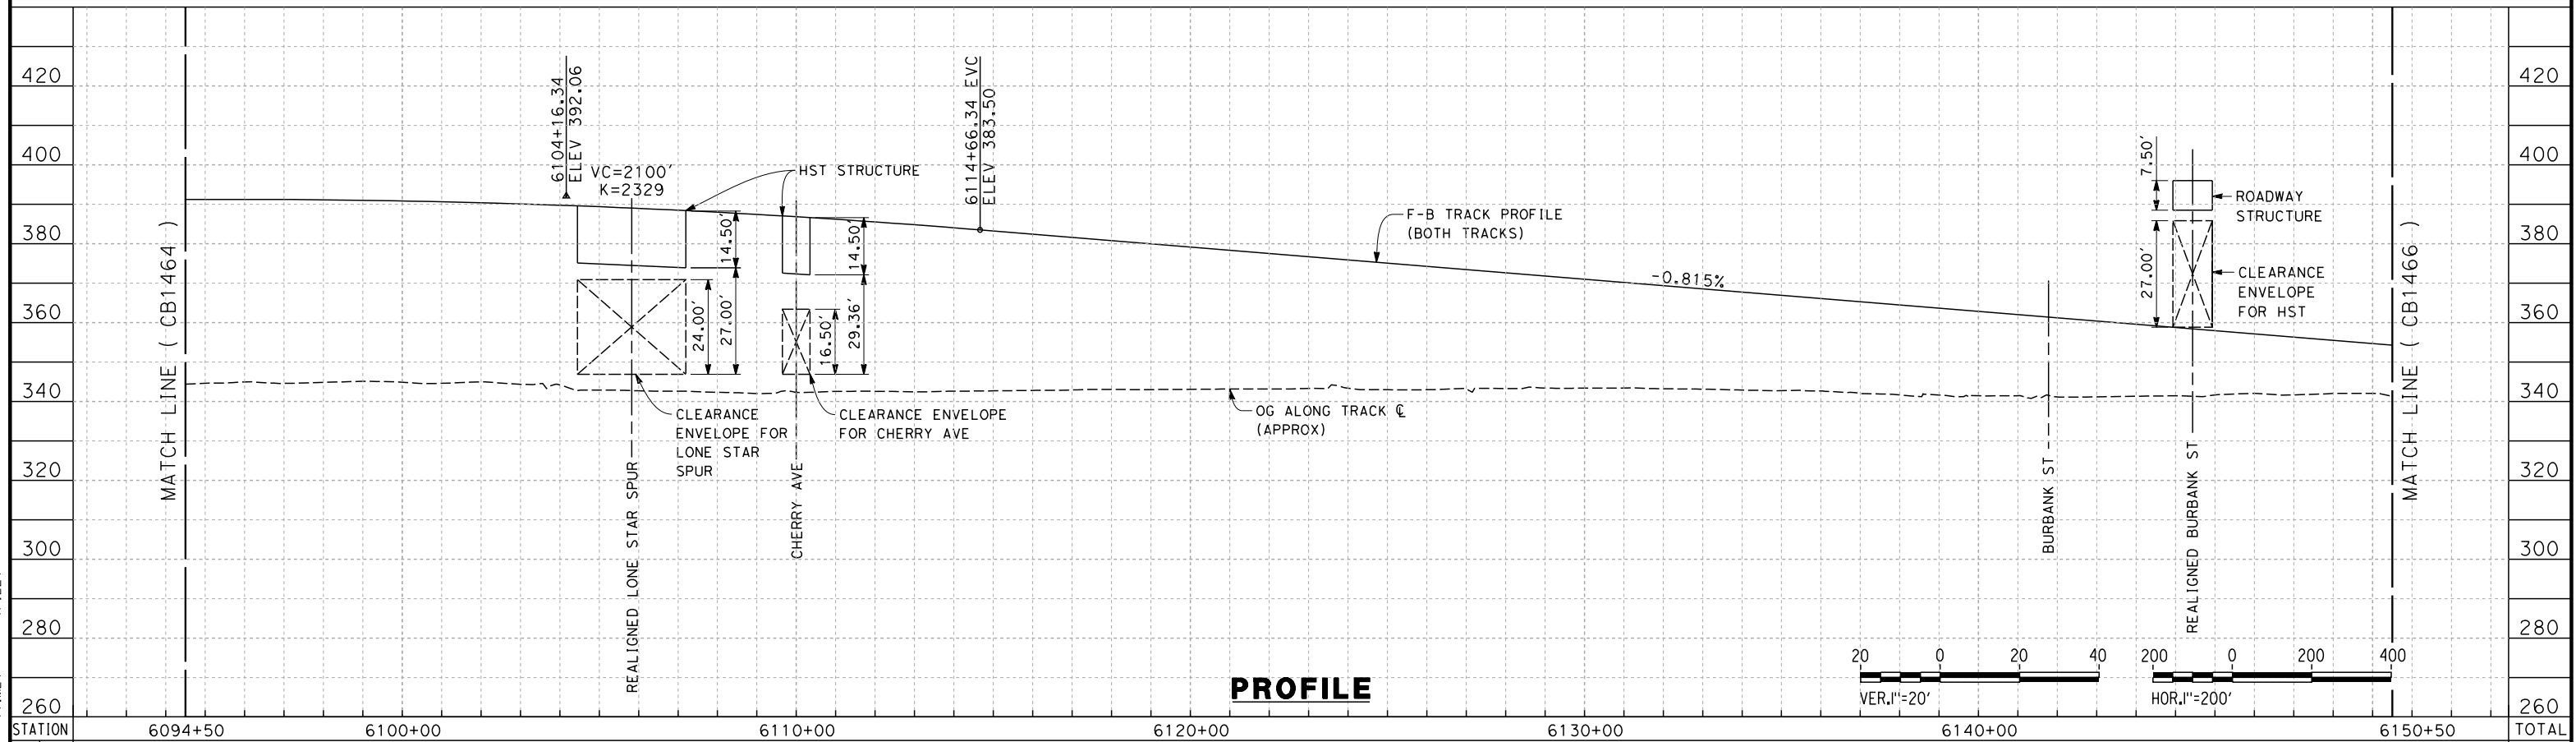 420
400
380
360
340
320
300
280
260
STATION
MATCH LINE ( CB1464 )
6104+16.34
ELEV 392.06
VC=2100'
K=2329
HST STRUCTURE
14.50'
14.50'
24.00'
27.00'
16.50'
29.36'
CLEARANCE
ENVELOPE FOR
LONE STAR
SPUR
CLEARANCE ENVELOPE
FOR CHERRY AVE
REALIGNED LONE STAR SPUR
CHERRY AVE
6114+66.34 EVC
ELEV 383.50
F-B TRACK PROFILE
(BOTH TRACKS)
-0.815%
OG ALONG TRACK ℄
(APPROX)
BURBANK ST
REALIGNED BURBANK ST
7.50'
27.00'
ROADWAY
STRUCTURE
CLEARANCE
ENVELOPE
FOR HST
MATCH LINE ( CB1466 )
PROFILE
20 0 20 40
VER.1"=20'
200 0 200 400
HOR.1"=200'
6094+50 6100+00 6110+00 6120+00 6130+00 6140+00 6150+50
420
400
380
360
340
320
300
280
260
TOTAL